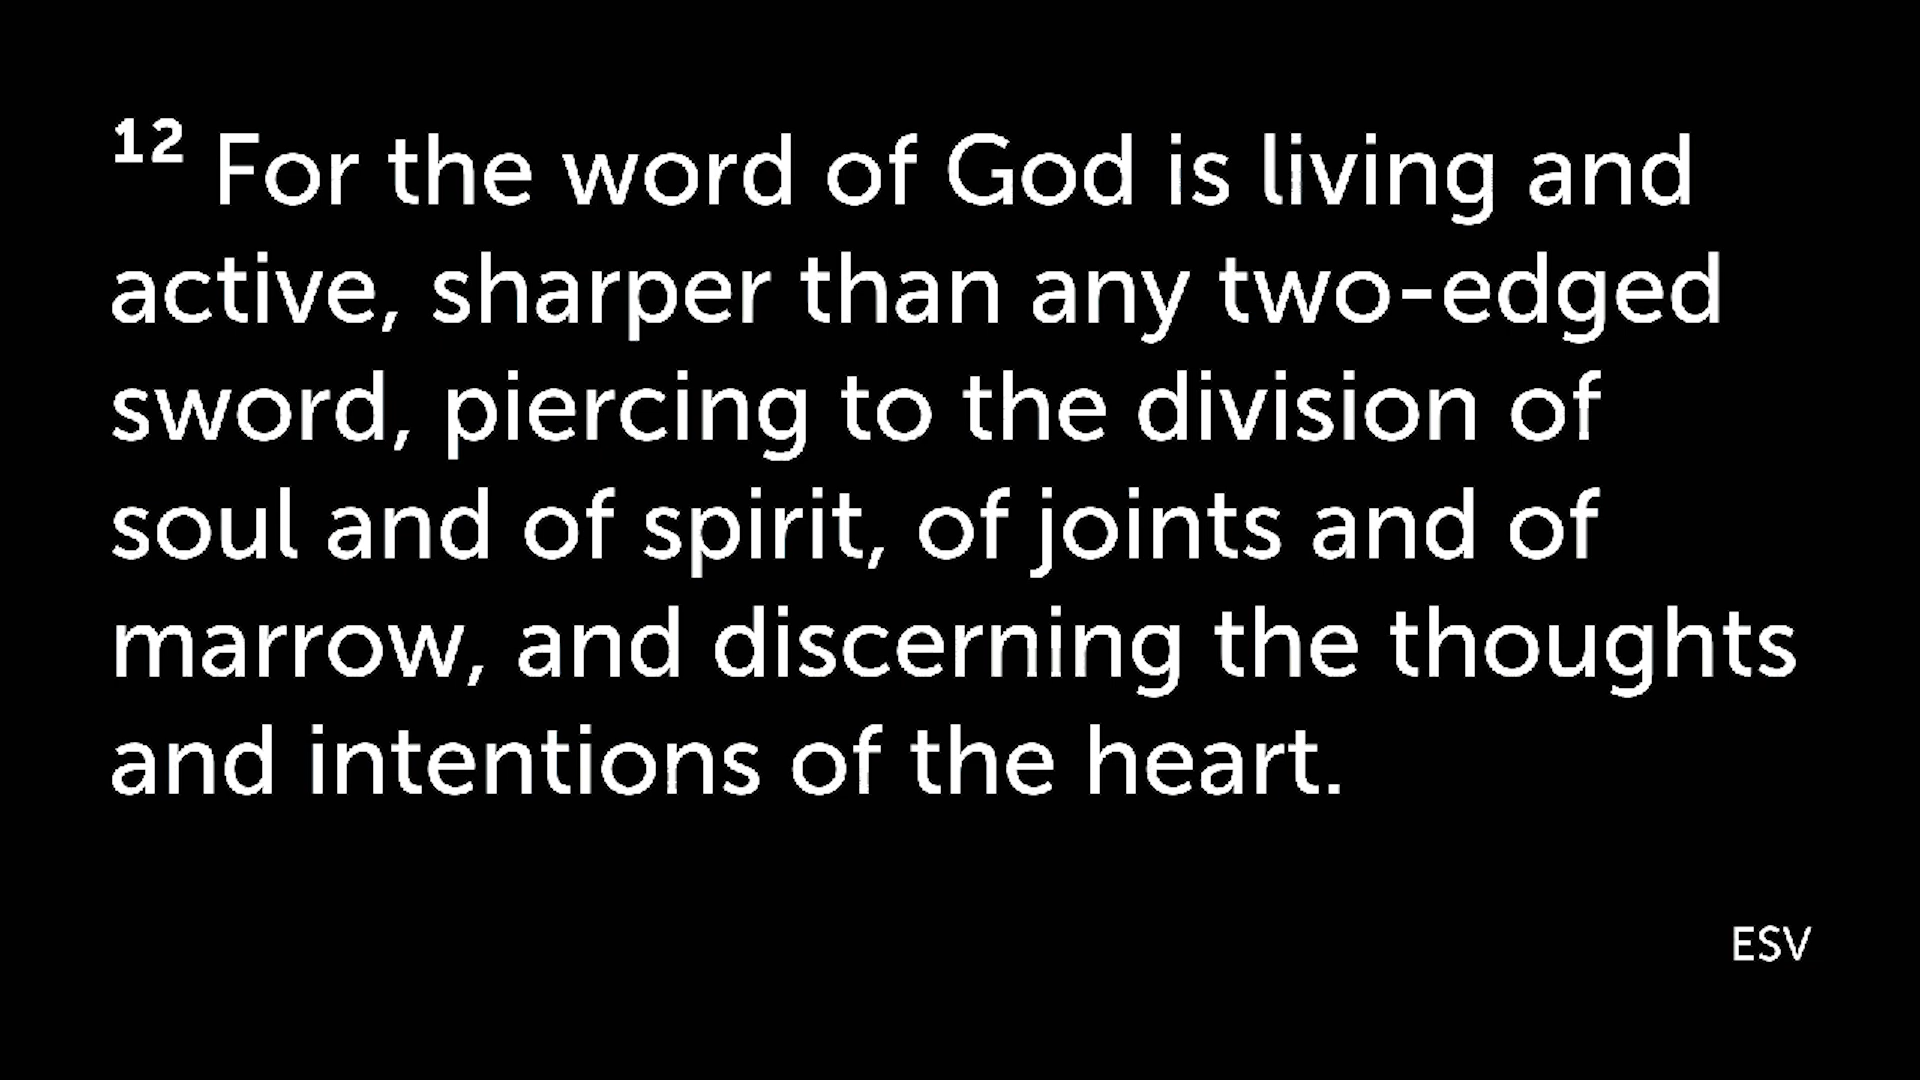 12 For the word of God is living and
active, sharper than any two-edged
sword, piercing to the division of
soul and of spirit, of joints and of
marrow, and discerning the thoughts
and intentions of the heart.
ESV